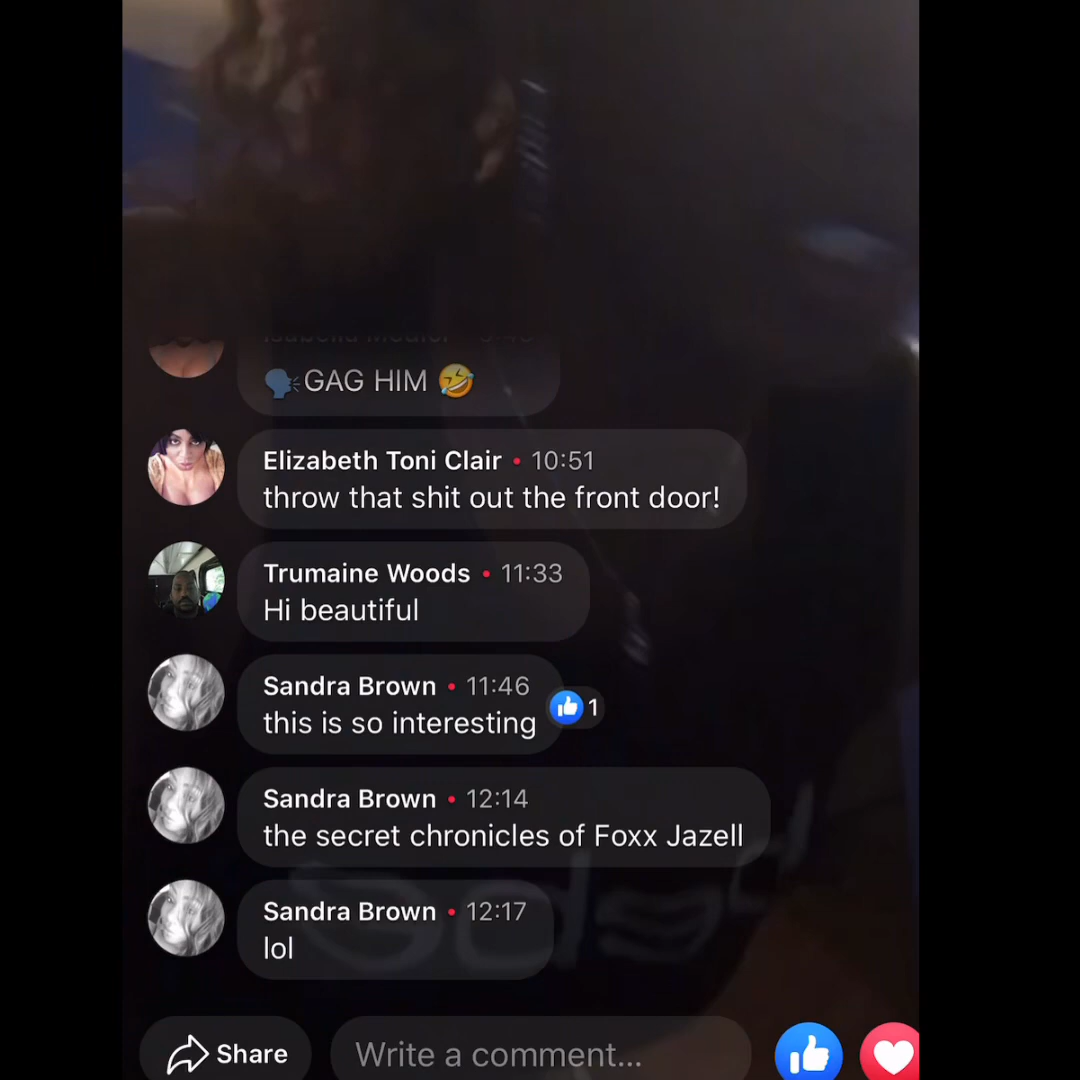 🗣GAG HIM 🤣
Elizabeth Toni Clair • 10:51
throw that shit out the front door!
Trumaine Woods • 11:33
Hi beautiful
Sandra Brown • 11:46
this is so interesting
1
Sandra Brown • 12:14
the secret chronicles of Foxx Jazell
Sandra Brown • 12:17
lol
Share
Write a comment...